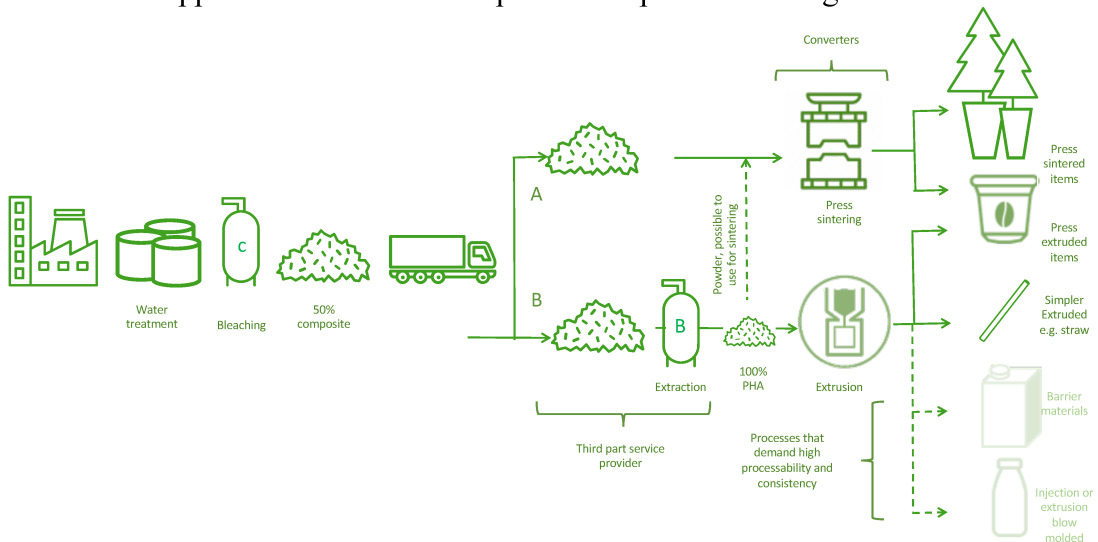 Converters
Press
sintering
Press
sintered
items
A
Powder, possible to
use for sintering
Press
extruded
items
C
Water
treatment
Bleaching
50%
composite
B
B
Extraction
100%
PHA
Extrusion
Simpler
Extruded
e.g. straw
Third part service
provider
Processes that
demand high
processability and
consistency
Barrier
materials
Injection or
extrusion
blow
molded